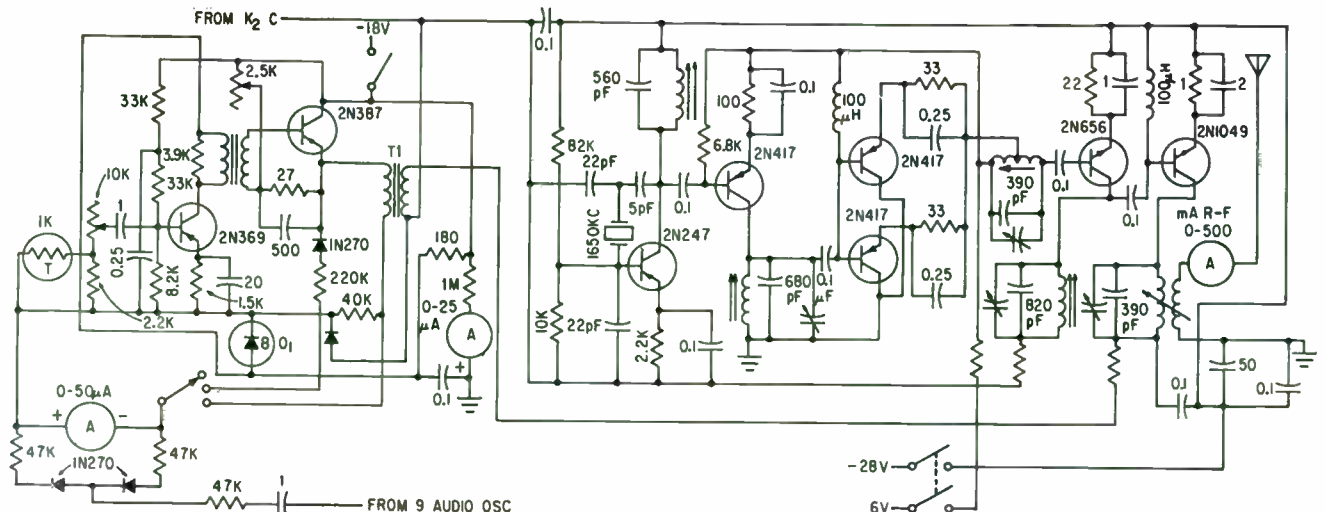 FROM K2 C
-18V
0.1
2.5K
33K
2N387
560
pF
100
0.1
33
100
µH
0.25
22
1
100µH
1
2
3.9K
33K
27
T1
82K
22pF
5pF
0.1
6.8K
2N417
2N417
2N656
2N1049
10K
1
1K
T
0.25
2N369
500
1N270
180
1650KC
2N247
2N417
33
390
pF
0.1
0.1
mA R-F
0-500
A
8.2K
20
1.5K
220K
40K
1M
0-25
µA
A
2.2K
10K
22pF
2.2K
0.1
680
pF
0.1
µF
0.25
820
pF
390
pF
8 O1
+
0.1
50
0.1
0.1
0-50µA
+
A
-
47K
1N270
47K
-28V
6V
47K
1
FROM 9 AUDIO OSC